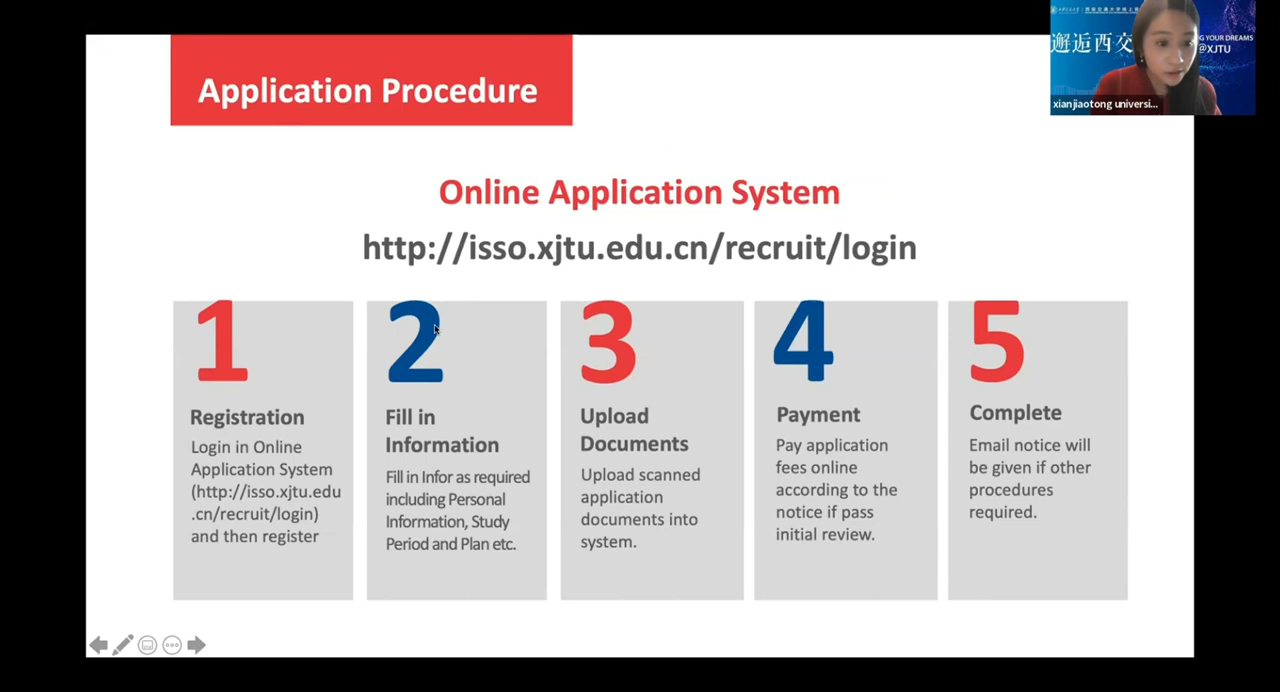 邂逅西交
G YOUR DREAMS
@XJTU
xianjiaotong universi...
Application Procedure
Online Application System
http://isso.xjtu.edu.cn/recruit/login
1
Registration
Login in Online
Application System
(http://isso.xjtu.edu
.cn/recruit/login)
and then register
2
Fill in
Information
Fill in Infor as required
including Personal
Information, Study
Period and Plan etc.
3
Upload
Documents
Upload scanned
application
documents into
system.
4
Payment
Pay application
fees online
according to the
notice if pass
initial review.
5
Complete
Email notice will
be given if other
procedures
required.